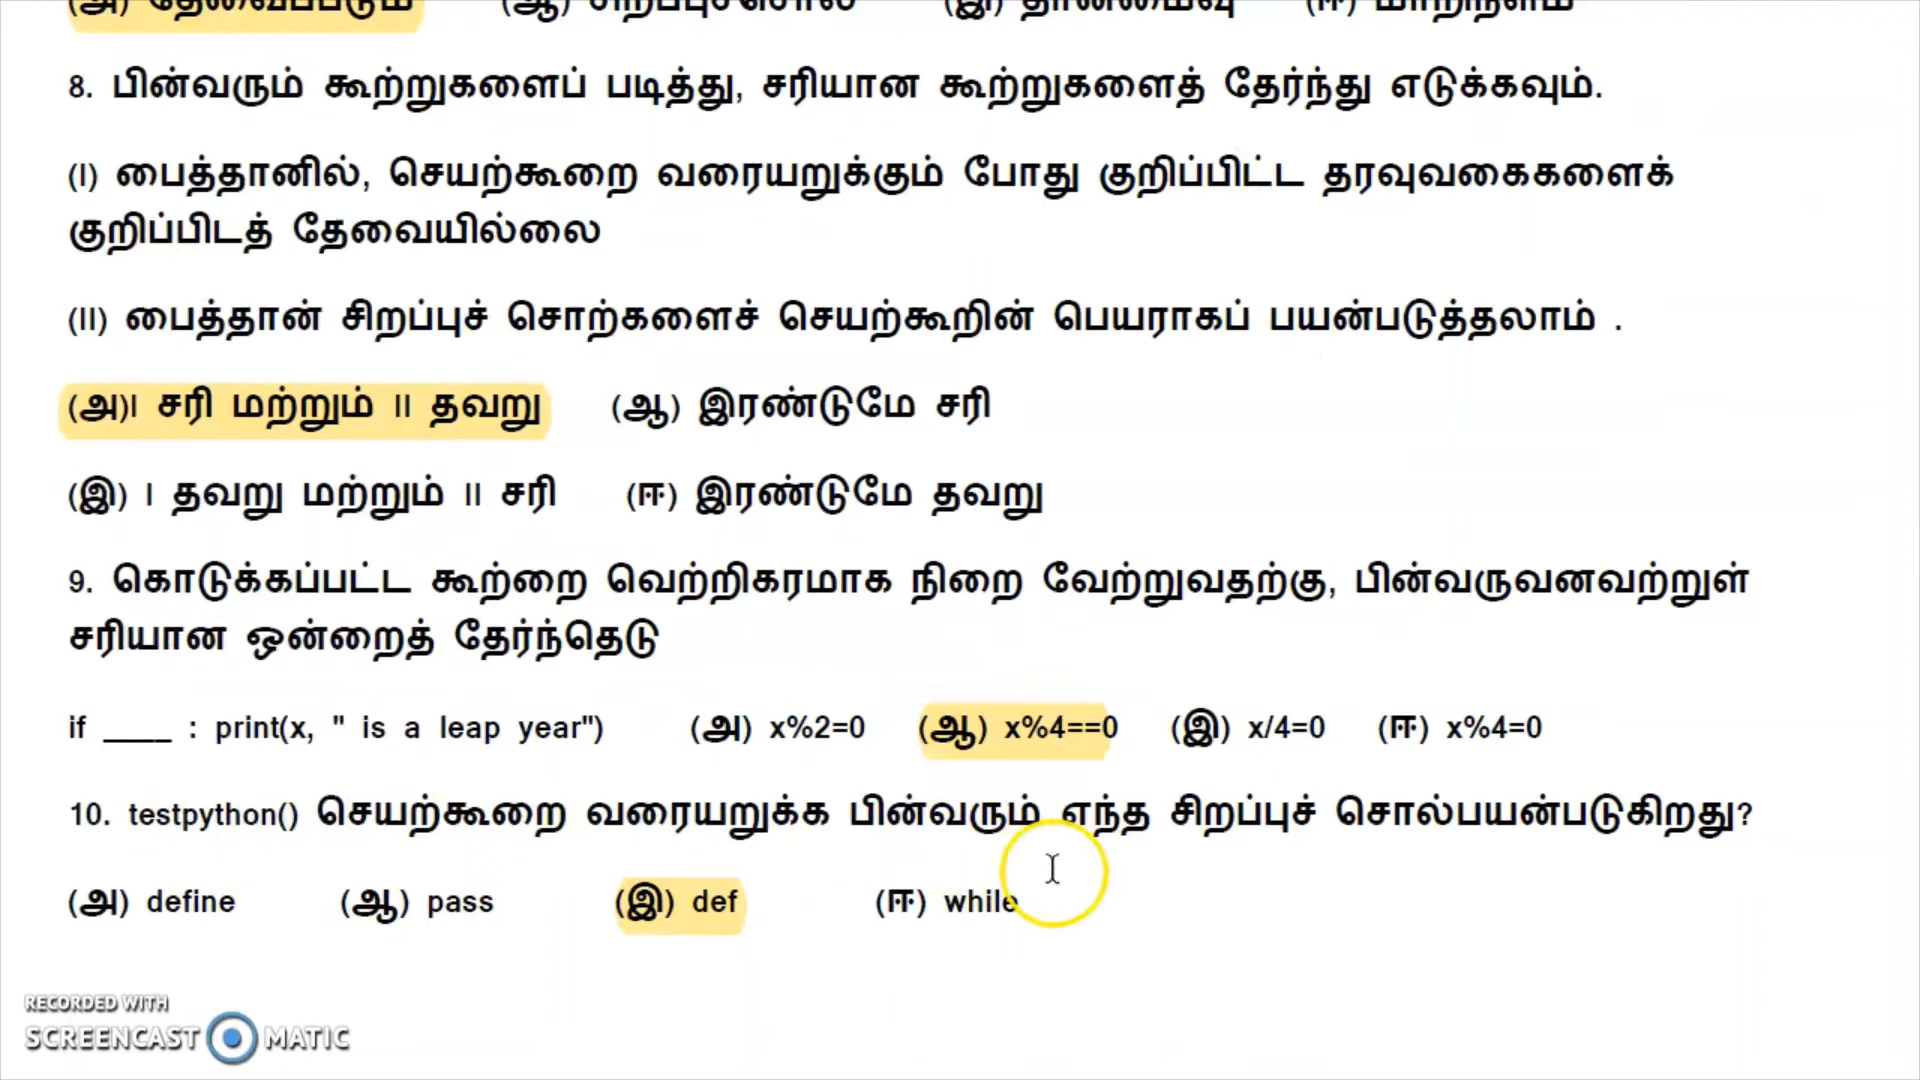 (அ) தேவைப்படும் (ஆ) சிறப்புச்சொல் (இ) தானமைவு (ஈ) மாறிநீளம்
8. பின்வரும் கூற்றுகளைப் படித்து, சரியான கூற்றுகளைத் தேர்ந்து எடுக்கவும்.
(I) பைத்தானில், செயற்கூறை வரையறுக்கும் போது குறிப்பிட்ட தரவுவகைகளைக்
குறிப்பிடத் தேவையில்லை
(II) பைத்தான் சிறப்புச் சொற்களைச் செயற்கூறின் பெயராகப் பயன்படுத்தலாம் .
(அ)I சரி மற்றும் II தவறு (ஆ) இரண்டுமே சரி
(இ) I தவறு மற்றும் II சரி (ஈ) இரண்டுமே தவறு
9. கொடுக்கப்பட்ட கூற்றை வெற்றிகரமாக நிறை வேற்றுவதற்கு, பின்வருவனவற்றுள்
சரியான ஒன்றைத் தேர்ந்தெடு
if ____ : print(x, " is a leap year") (அ) x%2=0 (ஆ) x%4==0 (இ) x/4=0 (ஈ) x%4=0
10. testpython() செயற்கூறை வரையறுக்க பின்வரும் எந்த சிறப்புச் சொல்பயன்படுகிறது?
(அ) define (ஆ) pass (இ) def (ஈ) while
RECORDED WITH
SCREENCAST MATIC